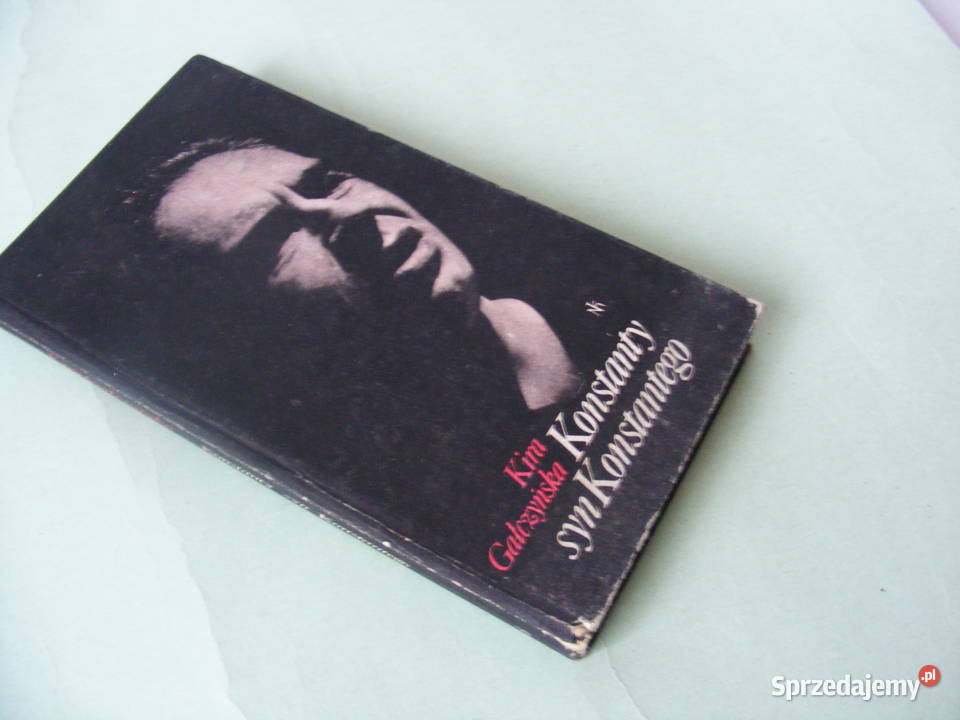 Kira
Gałczyńska
Konstanty
syn Konstantego
Sprzedajemy.pl